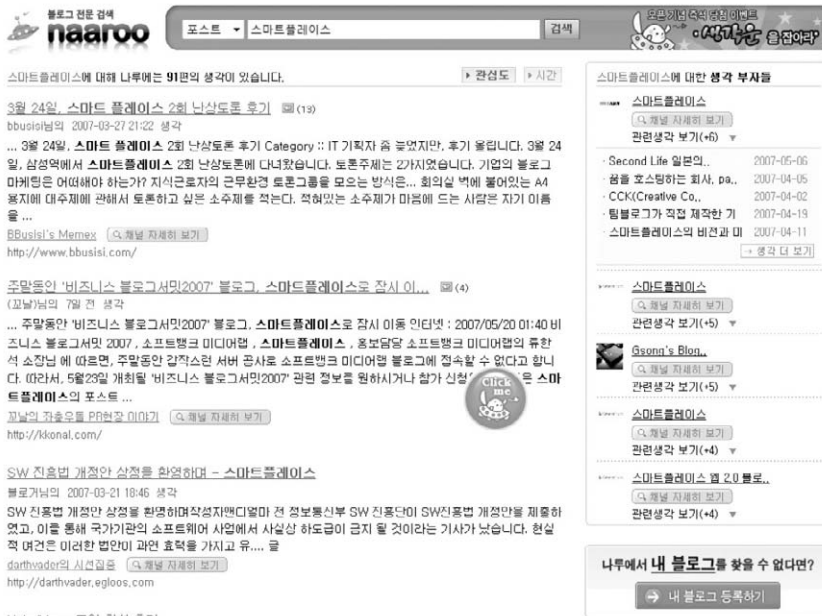 블로그 전문 검색
naaroo
포스트 스마트플레이스 검색
오픈 기념 즉석 당첨 이벤트
스마트플레이스에 대해 나루에는 91편의 생각이 있습니다.
관심도 시간
3월 24일, 스마트 플레이스 2회 난상토론 후기 (13)
bbusisi님의 2007-03-27 21:22 생각
... 3월 24일, 스마트 플레이스 2회 난상토론 후기 Category :: IT 기획자 좀 늦었지만, 후기 올립니다. 3월 24
일, 삼성역에서 스마트플레이스 2회 난상토론에 다녀왔습니다. 토론주제는 2가지였습니다. 기업의 블로그
마케팅은 어떠해야 하는가? 지식근로자의 근무환경 토론그룹을 모으는 방식은... 회의실 벽에 붙어있는 A4
용지에 대주제에 관해서 토론하고 싶은 소주제를 적는다. 적혀있는 소주제가 마음에 드는 사람은 자기 이름
을 ...
BBusisi's Memex 채널 자세히 보기
http://www.bbusisi.com/
주말동안 '비즈니스 블로그서밋2007' 블로그, 스마트플레이스로 잠시 이... (4)
(꼬날)님의 7일 전 생각
... 주말동안 '비즈니스 블로그서밋2007' 블로그, 스마트플레이스로 잠시 이동 인터넷 : 2007/05/20 01:40 비
즈니스 블로그서밋 2007 , 소프트뱅크 미디어랩 , 스마트플레이스 , 홍보담당 소프트뱅크 미디어랩의 류한
석 소장님 에 따르면, 주말동안 갑작스런 서버 공사로 소프트뱅크 미디어랩 블로그에 접속할 수 없다고 합니
다. 따라서, 5월23일 개최될 '비즈니스 블로그서밋2007' 관련 정보를 원하시거나 참가 신청 은 스마
트플레이스의 포스트 ...
Click me
꼬날의 좌충우돌 PR현장 이야기 채널 자세히 보기
http://kkonal.com/
SW 진흥법 개정안 상정을 환영하며 - 스마트플레이스
블로거님의 2007-03-21 18:46 생각
SW 진흥법 개정안 상정을 환영하며작성자맨디얼마 전 정보통신부 SW 진흥단이 SW진흥법 개정안을 제출하
였고, 이를 통해 국가기관의 소프트웨어 사업에서 사실상 하도급이 금지 될 것이라는 기사가 났습니다. 현실
적 여건은 이러한 법안이 과연 효력을 가지고 유.... 글
darthvader의 시선집중 채널 자세히 보기
http://darthvader.egloos.com
스마트플레이스에 대한 생각 부자들
스마트플레이스
채널 자세히 보기
관련생각 보기(+6)
· Second Life 일본의.. 2007-05-06
· 꿈을 호스팅하는 회사, pa.. 2007-04-05
· CCK(Creative Co.. 2007-04-02
· 팀블로그가 직접 제작한 기 2007-04-19
· 스마트플레이스의 비전과 미 2007-04-11
생각 더 보기
스마트플레이스
채널 자세히 보기
관련생각 보기(+5)
Gsong's Blog..
채널 자세히 보기
관련생각 보기(+5)
스마트플레이스
채널 자세히 보기
관련생각 보기(+4)
스마트플레이스 웹 2.0 블로..
채널 자세히 보기
관련생각 보기(+4)
나루에서 내 블로그를 찾을 수 없다면?
내 블로그 등록하기